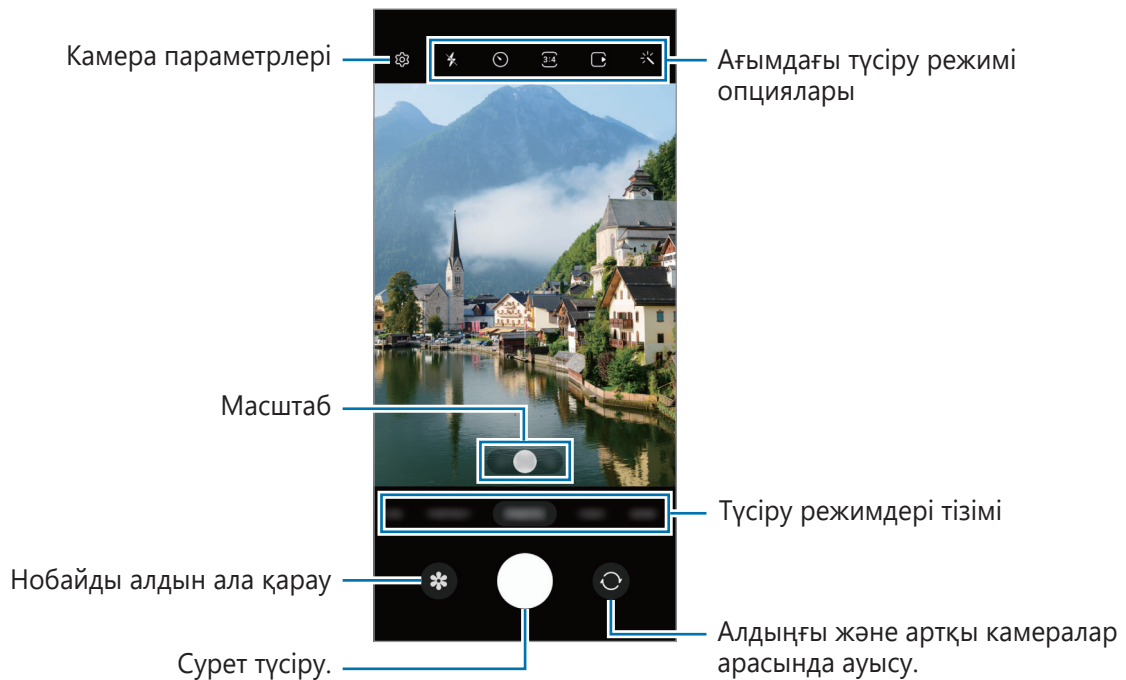 Камера параметрлері
3:4
Ағымдағы түсіру режимі
опциялары
Масштаб
Түсіру режимдері тізімі
Нобайды алдын ала қарау
Алдыңғы және артқы камералар
арасында ауысу.
Сурет түсіру.